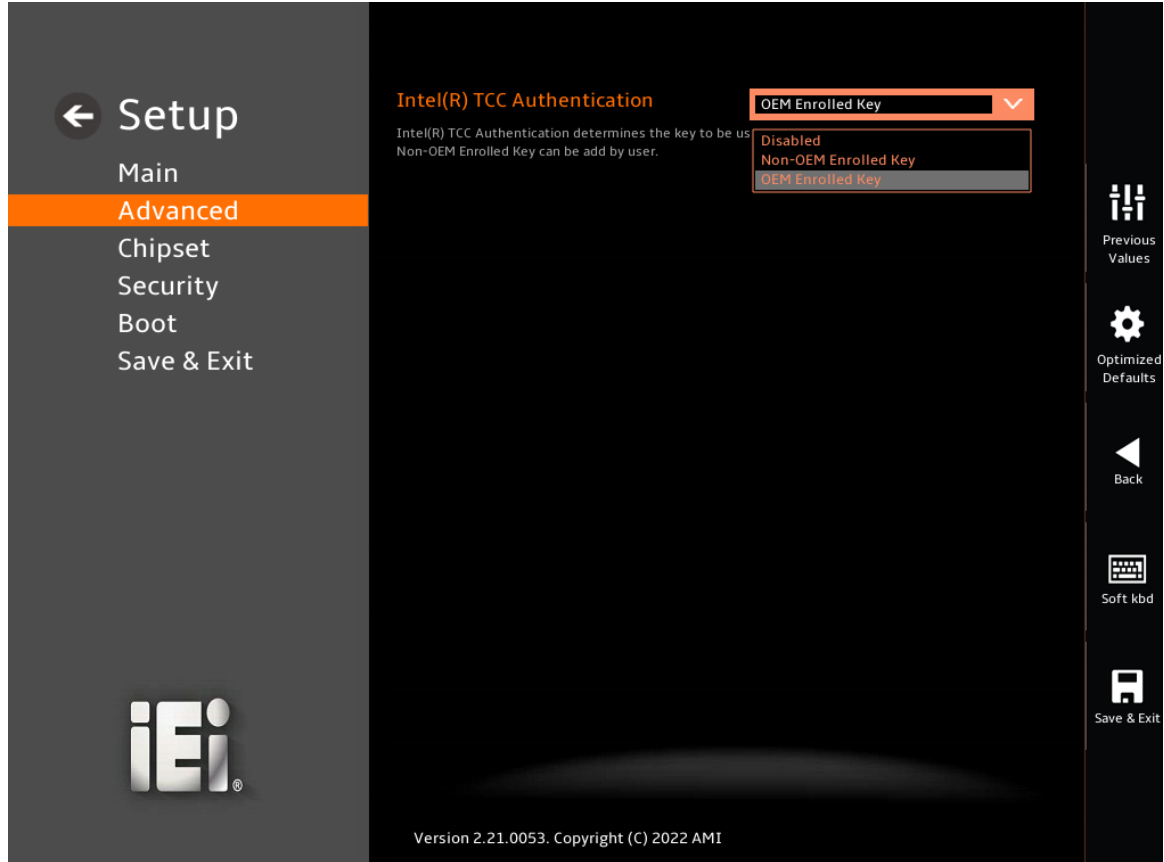 Setup
Main
Advanced
Chipset
Security
Boot
Save & Exit
iEi®
Intel(R) TCC Authentication
OEM Enrolled Key
Intel(R) TCC Authentication determines the key to be us
Non-OEM Enrolled Key can be add by user.
Disabled
Non-OEM Enrolled Key
OEM Enrolled Key
Version 2.21.0053. Copyright (C) 2022 AMI
Previous
Values
Optimized
Defaults
Back
Soft kbd
Save & Exit